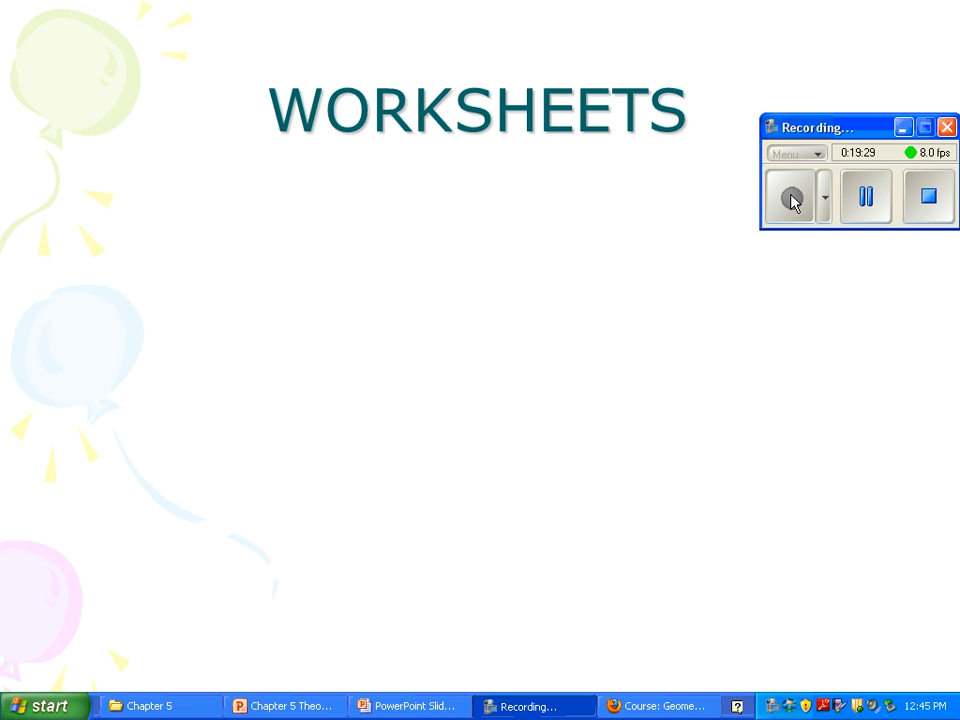 WORKSHEETS
Recording...
Menu
0:19:29
8.0 fps
start
Chapter 5
Chapter 5 Theo...
PowerPoint Slid...
Recording...
Course: Geome...
12:45 PM